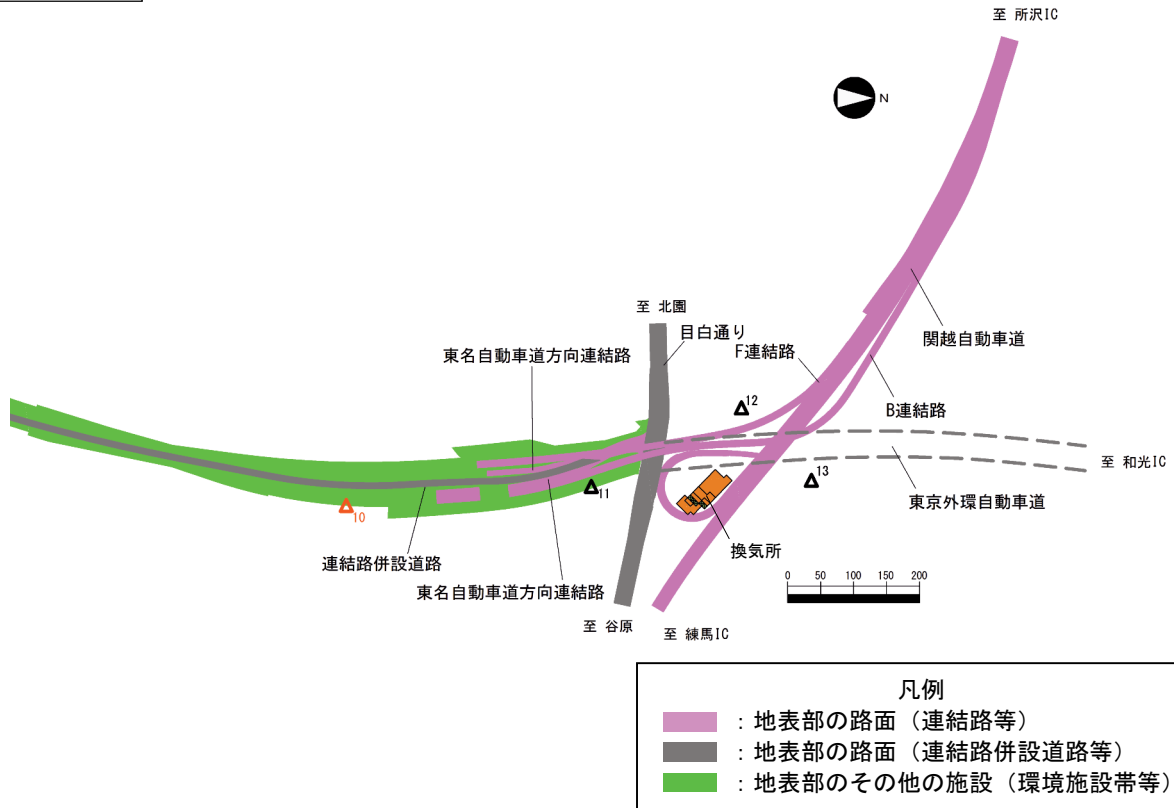 至 所沢IC
N
至 北園
目白通り
関越自動車道
東名自動車道方向連結路
F連結路
12
B連結路
至 和光IC
13
11
東京外環自動車道
10
換気所
連結路併設道路
東名自動車道方向連結路
0 50 100 150 200
至 谷原
至 練馬IC
凡例
：地表部の路面（連結路等）
：地表部の路面（連結路併設道路等）
：地表部のその他の施設（環境施設帯等）